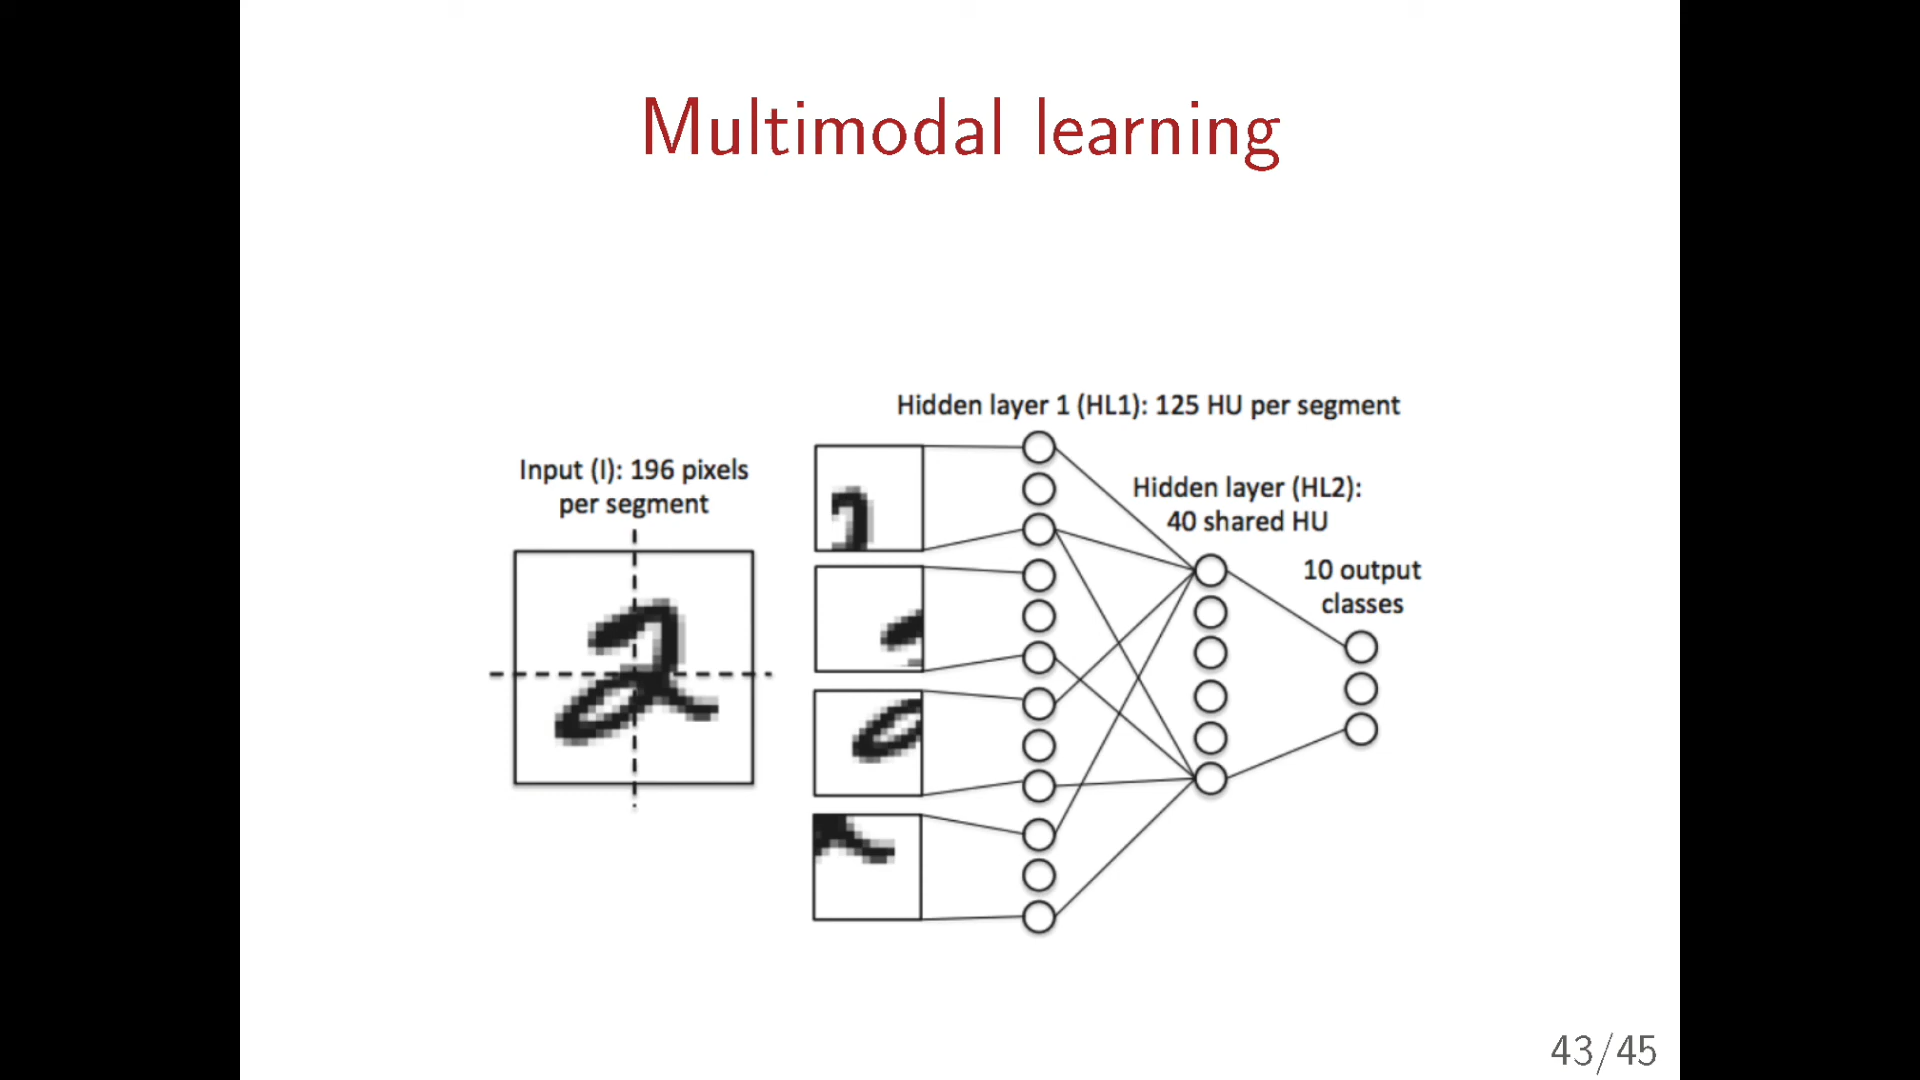 Multimodal learning
Hidden layer 1 (HL1): 125 HU per segment
Input (I): 196 pixels
per segment
Hidden layer (HL2):
40 shared HU
10 output
classes
43/45